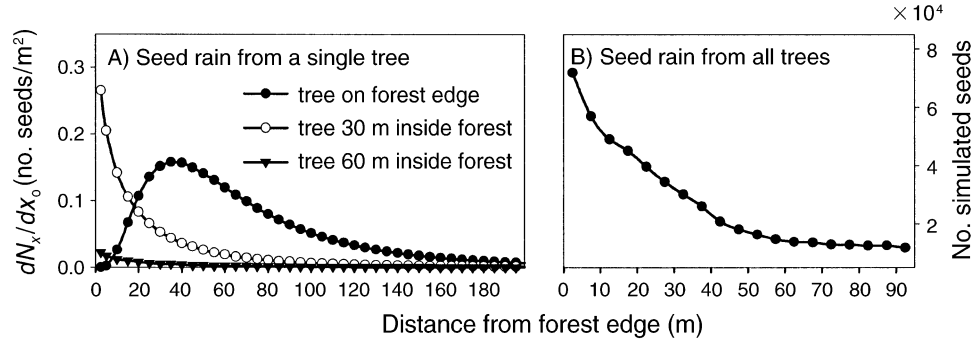 × 10⁴
A) Seed rain from a single tree
tree on forest edge
tree 30 m inside forest
tree 60 m inside forest
dNₓ/dx₀ (no. seeds/m²)
0.3
0.2
0.1
0.0
0 20 40 60 80 100 120 140 160 180
B) Seed rain from all trees
8
6
4
2
No. simulated seeds
0 10 20 30 40 50 60 70 80 90
Distance from forest edge (m)